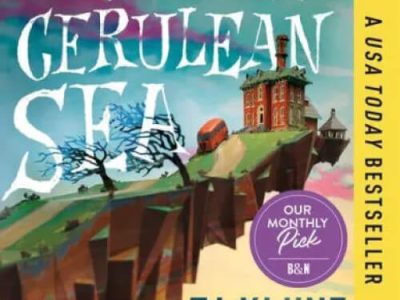 CERULEAN
SEA
A USA TODAY BESTSELLER
OUR
MONTHLY
Pick
B&N